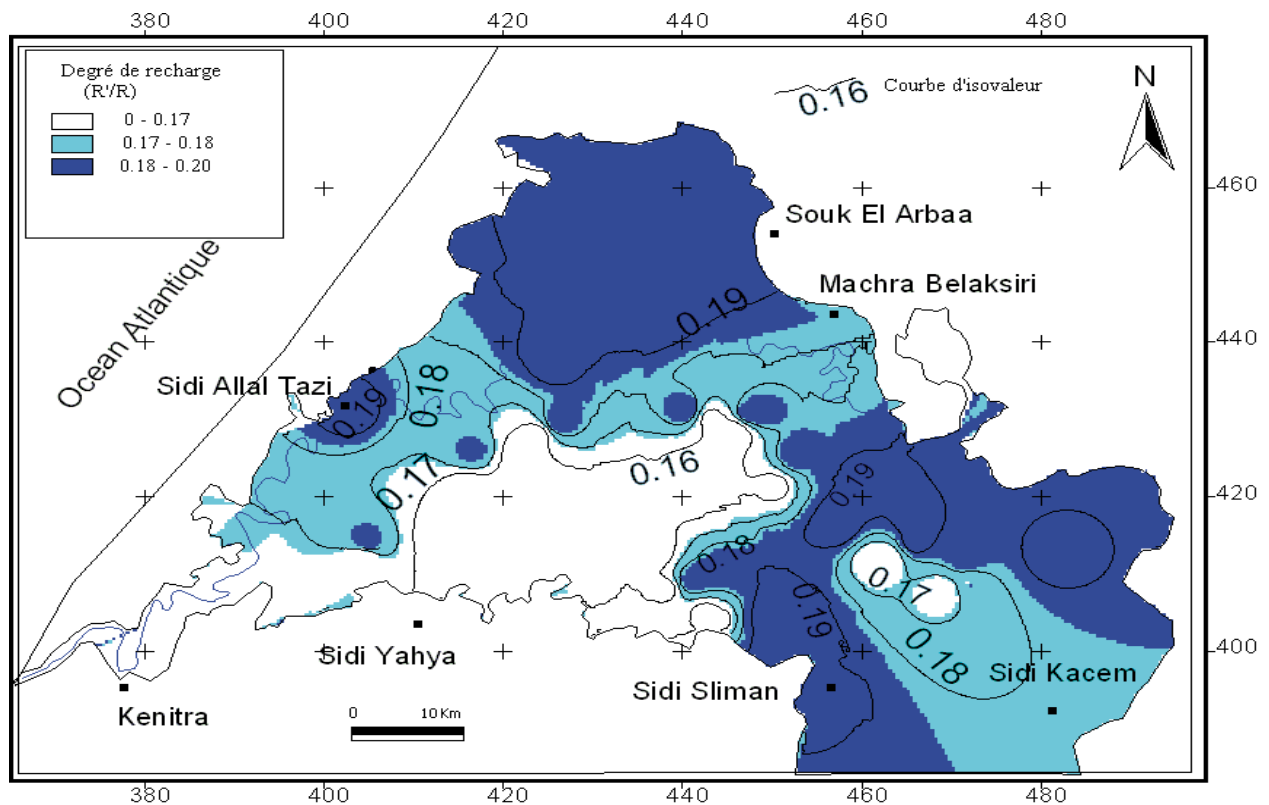 380 400 420 440 460 480
Degré de recharge
(R'/R)
0 - 0.17
0.17 - 0.18
0.18 - 0.20
0.16 Courbe d'isovaleur
N
460
Souk El Arbaa
Ocean Atlantique
Machra Belaksiri
0.19
440
Sidi Allal Tazi
0.19
0.18
0.17
0.16
0.19
420
0.18
0.17
0.19
0.18
400
Sidi Yahya
Sidi Kacem
Sidi Sliman
Kenitra
0 10 Km
380 400 420 440 460 480